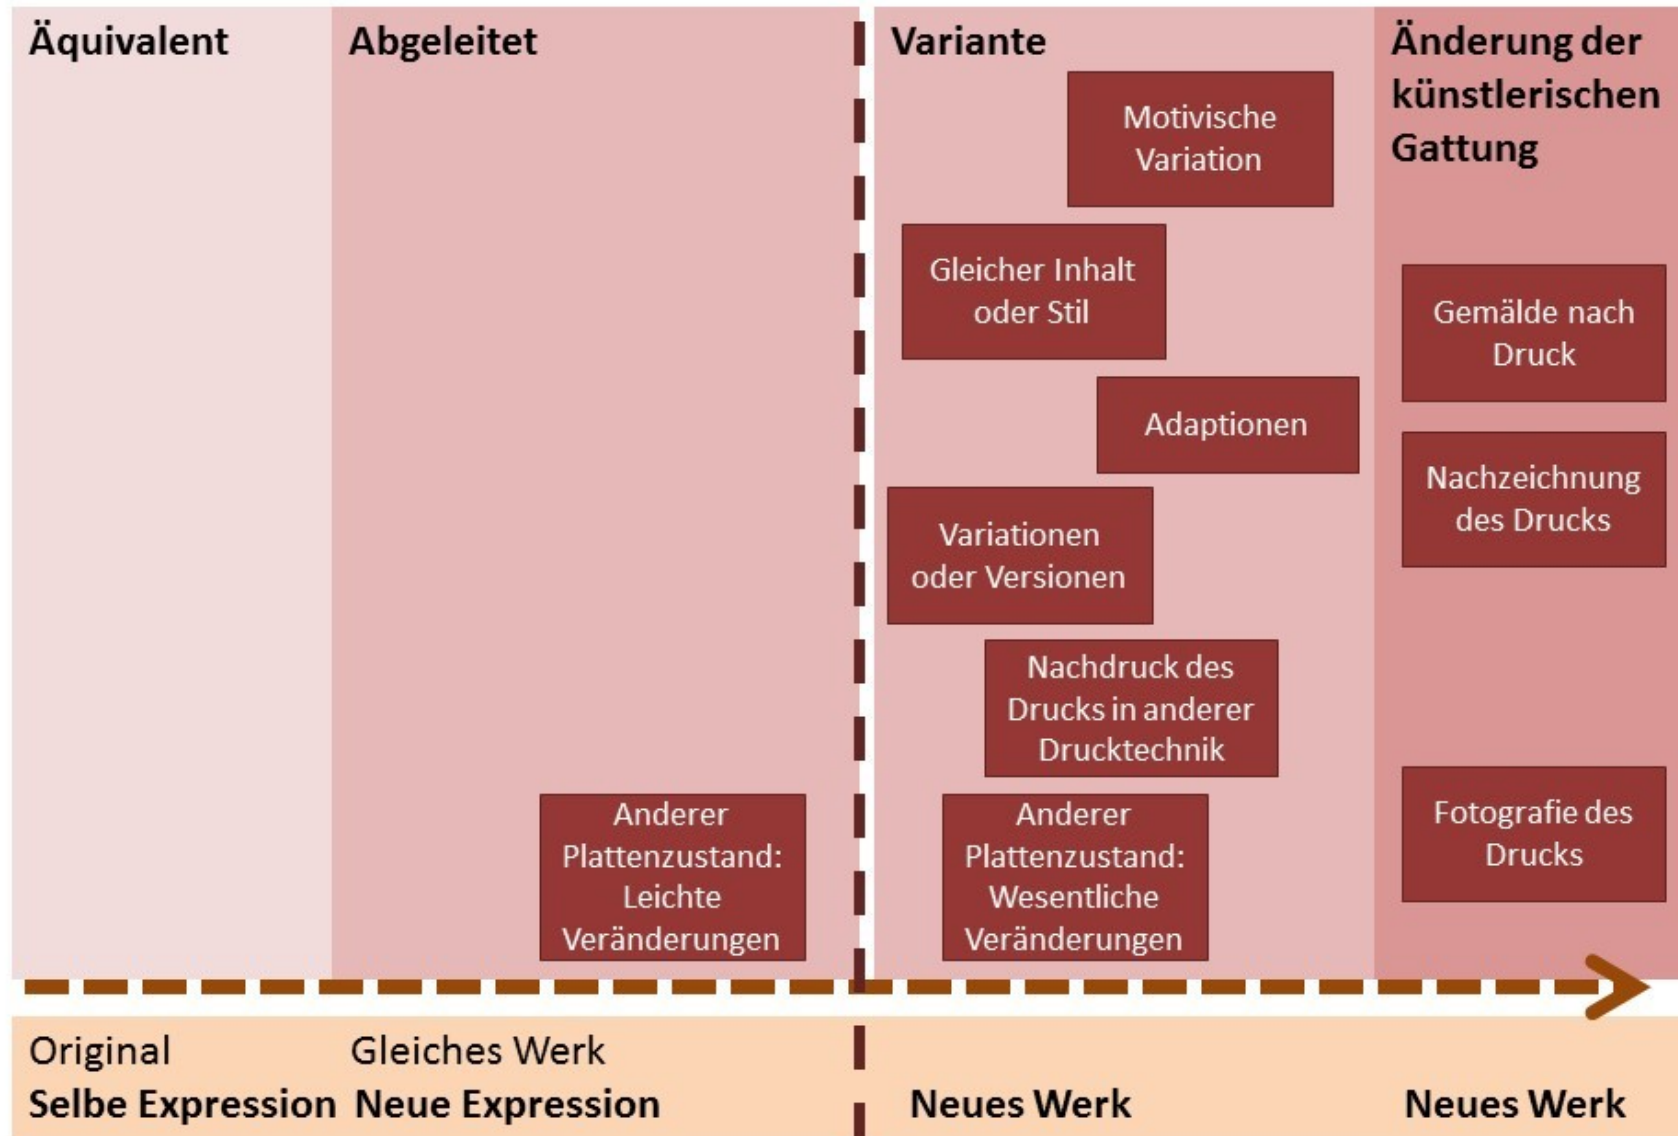 Äquivalent
Abgeleitet
Variante
Änderung der
künstlerischen
Gattung
Motivische
Variation
Gleicher Inhalt
oder Stil
Adaptionen
Variationen
oder Versionen
Nachdruck des
Drucks in anderer
Drucktechnik
Anderer
Plattenzustand:
Leichte
Veränderungen
Anderer
Plattenzustand:
Wesentliche
Veränderungen
Gemälde nach
Druck
Nachzeichnung
des Drucks
Fotografie des
Drucks
Original
Selbe Expression
Gleiches Werk
Neue Expression
Neues Werk
Neues Werk